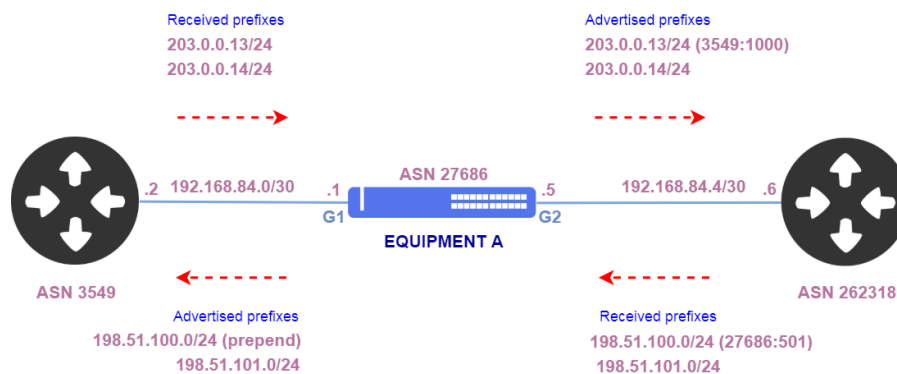 Received prefixes
203.0.0.13/24
203.0.0.14/24
Advertised prefixes
203.0.0.13/24 (3549:1000)
203.0.0.14/24
ASN 27686
.2
192.168.84.0/30
.1
.5
192.168.84.4/30
.6
G1
G2
EQUIPMENT A
ASN 3549
ASN 262318
Advertised prefixes
198.51.100.0/24 (prepend)
198.51.101.0/24
Received prefixes
198.51.100.0/24 (27686:501)
198.51.101.0/24